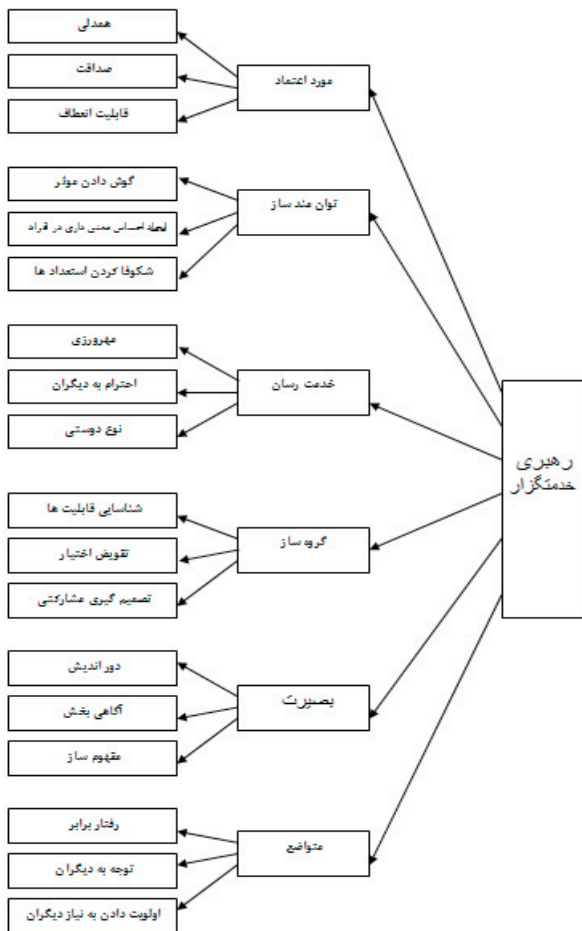 رهبری
خدمتگزار
مورد اعتماد
همدلی
صداقت
قابلیت انعطاف
توان مند ساز
گوش دادن موثر
ایجاد احساس معنی داری در افراد
شکوفا کردن استعداد ها
خدمت رسان
مهرورزی
احترام به دیگران
نوع دوستی
گروه ساز
شناسایی قابلیت ها
تفویض اختیار
تصمیم گیری مشارکتی
بصیرت
دور اندیش
آگاهی بخش
مفهوم ساز
متواضع
رفتار برابر
توجه به دیگران
اولویت دادن به نیاز دیگران